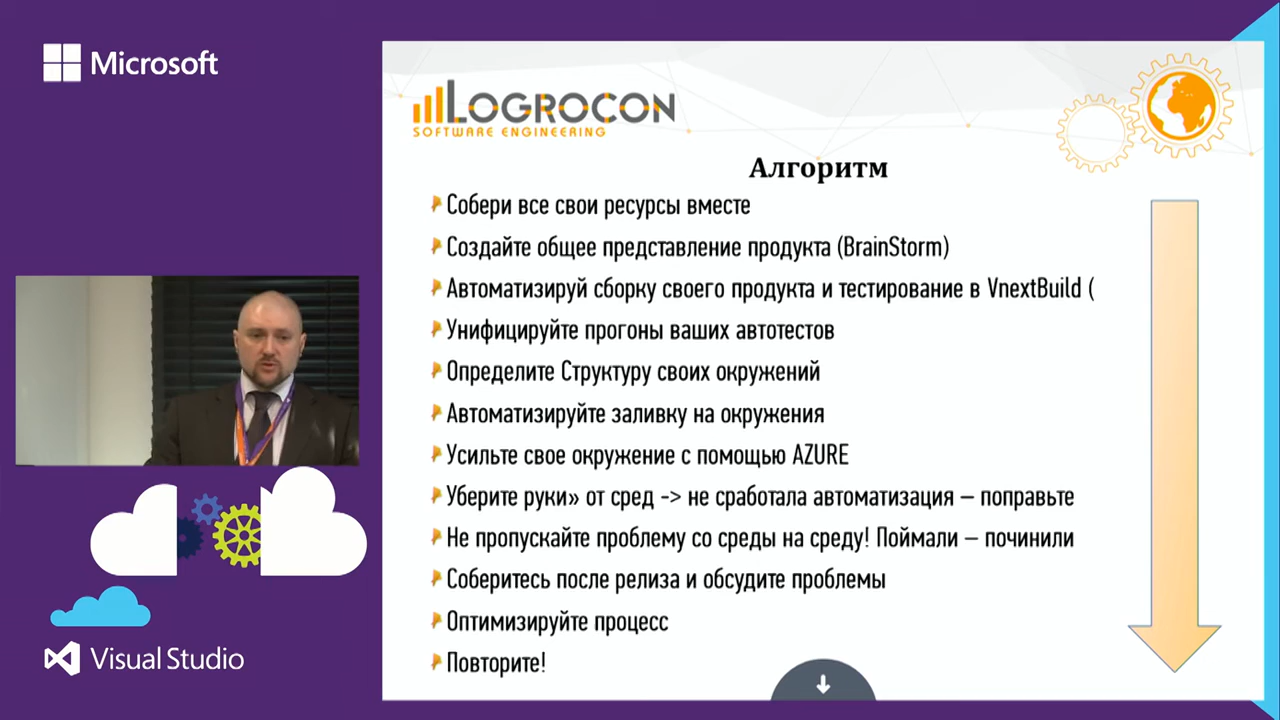 Microsoft
LOGROCON
SOFTWARE ENGINEERING
Алгоритм
Собери все свои ресурсы вместе
Создайте общее представление продукта (BrainStorm)
Автоматизируй сборку своего продукта и тестирование в VnextBuild (
Унифицируйте прогоны ваших автотестов
Определите Структуру своих окружений
Автоматизируйте заливку на окружения
Усильте свое окружение с помощью AZURE
Уберите руки» от сред -> не сработала автоматизация – поправьте
Не пропускайте проблему со среды на среду! Поймали – починили
Соберитесь после релиза и обсудите проблемы
Оптимизируйте процесс
Повторите!
Visual Studio